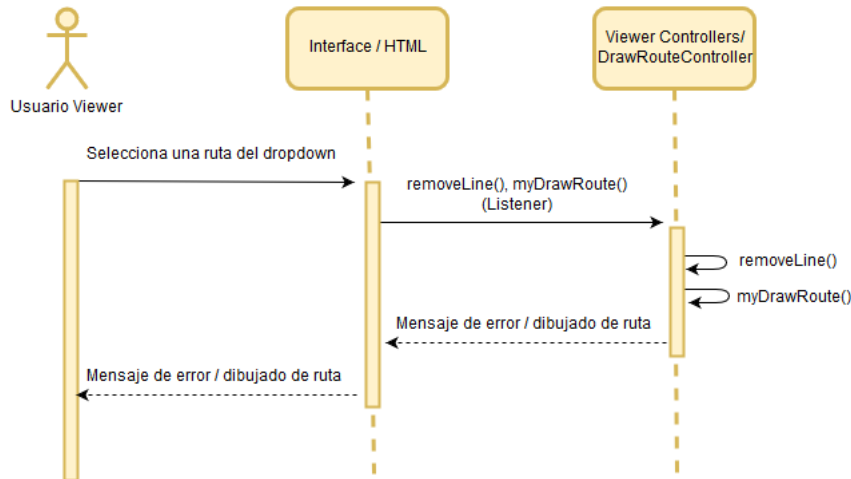 Usuario Viewer
Interface / HTML
Viewer Controllers/
DrawRouteController
Selecciona una ruta del dropdown
removeLine(), myDrawRoute()
(Listener)
removeLine()
myDrawRoute()
Mensaje de error / dibujado de ruta
Mensaje de error / dibujado de ruta